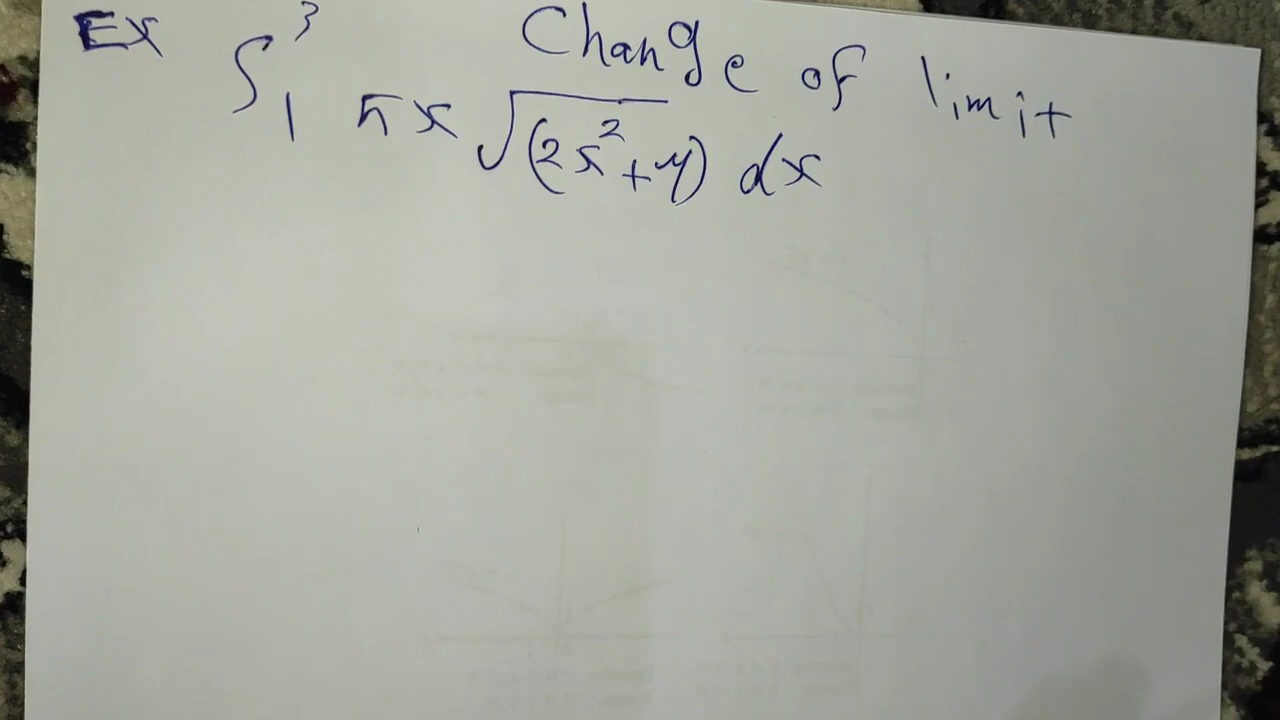 Ex Change of limit
∫₁³ 5x √(2x²+4) dx